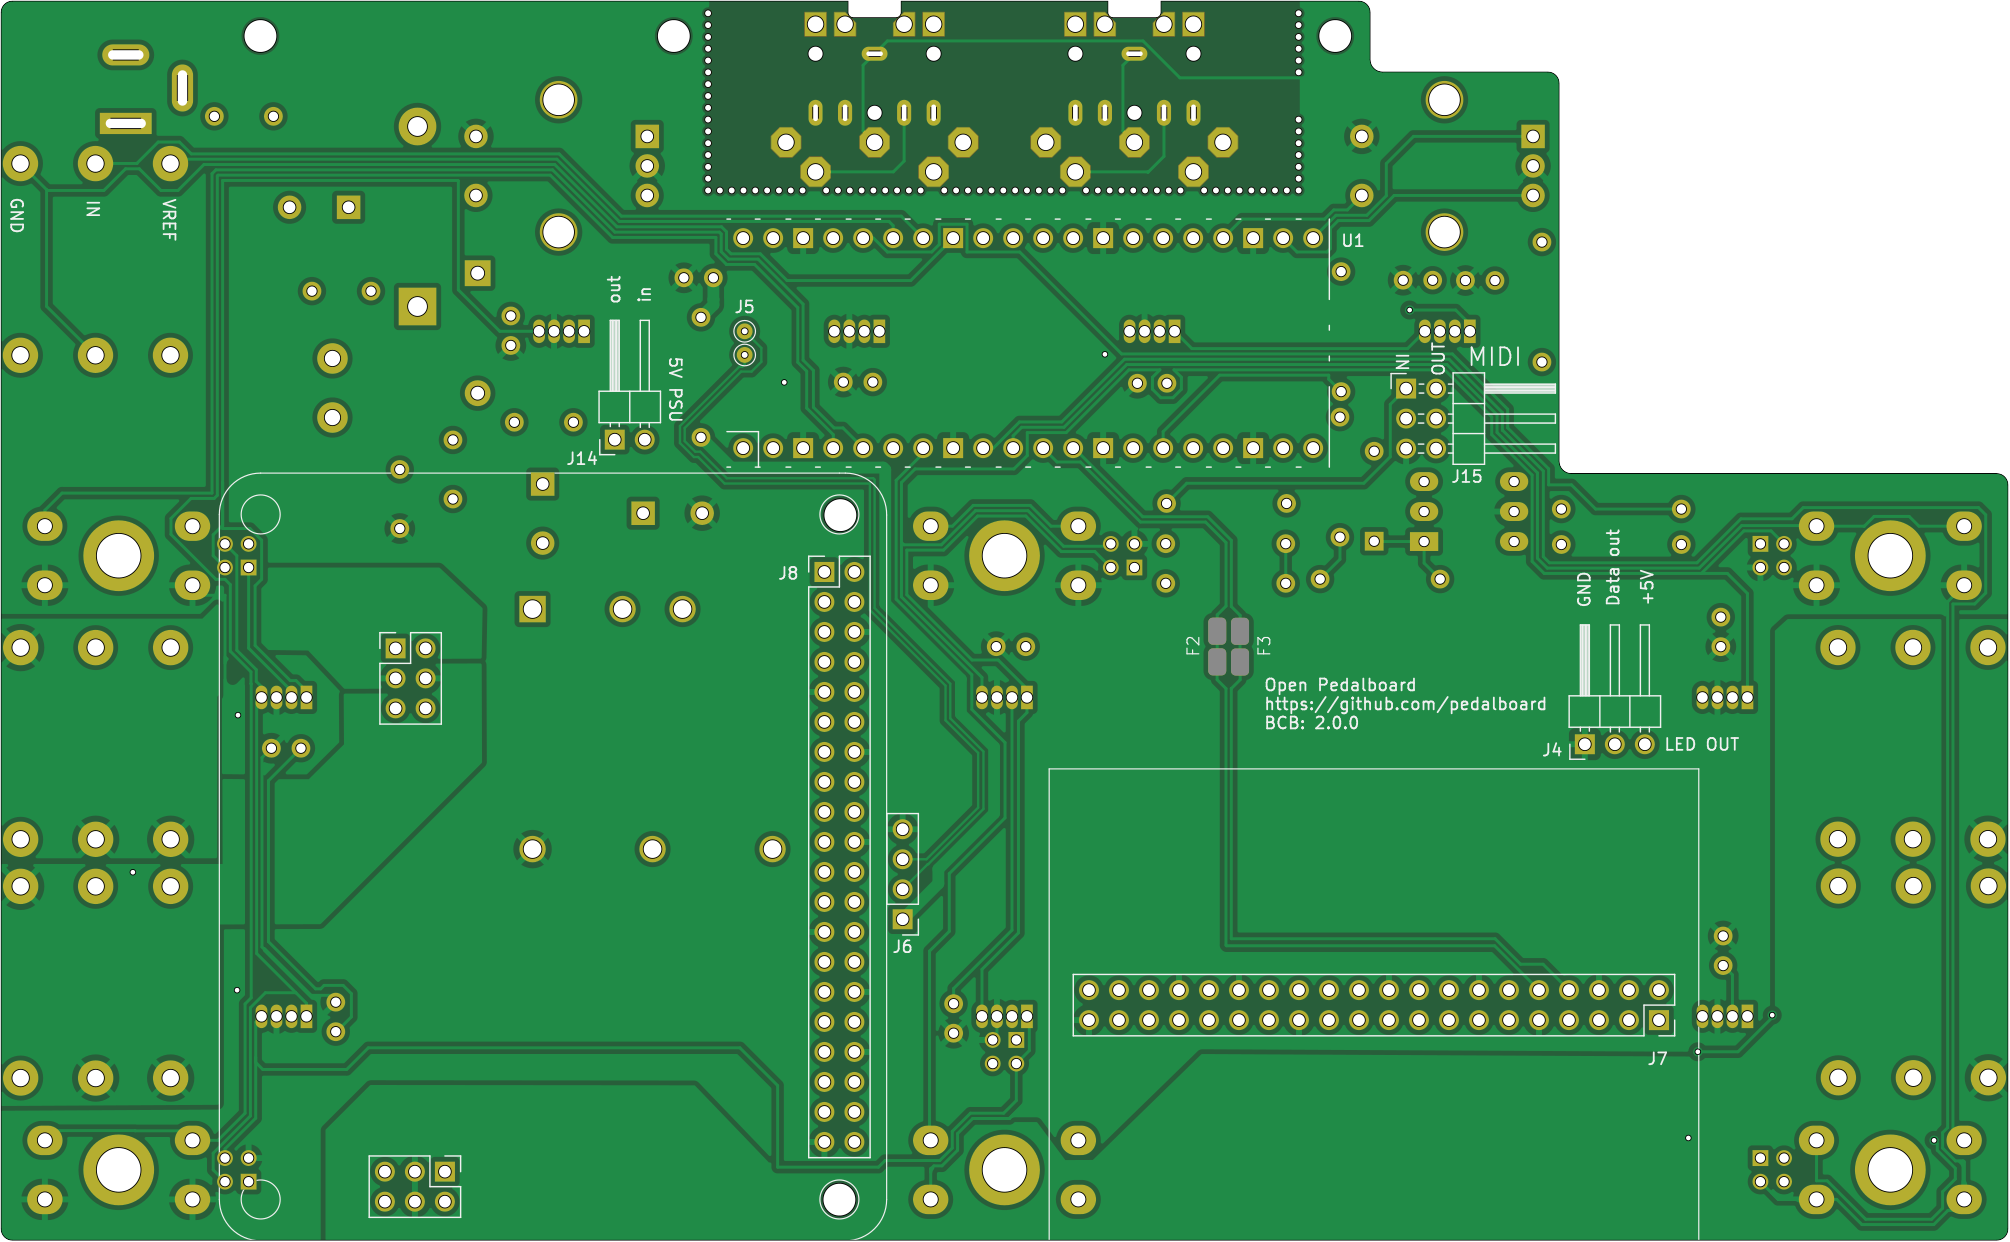 GND
IN
VREF
U1
out
in
J5
5V PSU
J14
MIDI
IN
OUT
J15
J8
GND
Data out
+5V
F2
F3
Open Pedalboard
https://github.com/pedalboard
BCB: 2.0.0
J4
LED OUT
J6
J7